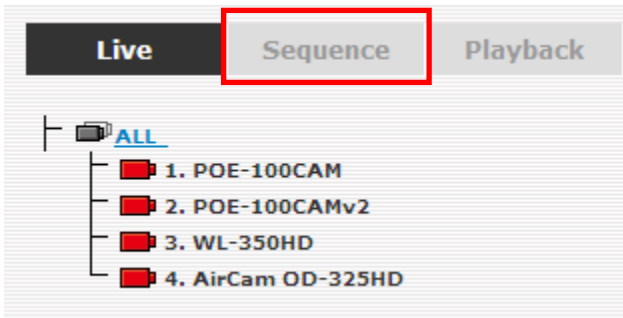 Live Sequence Playback
ALL
1. POE-100CAM
2. POE-100CAMv2
3. WL-350HD
4. AirCam OD-325HD